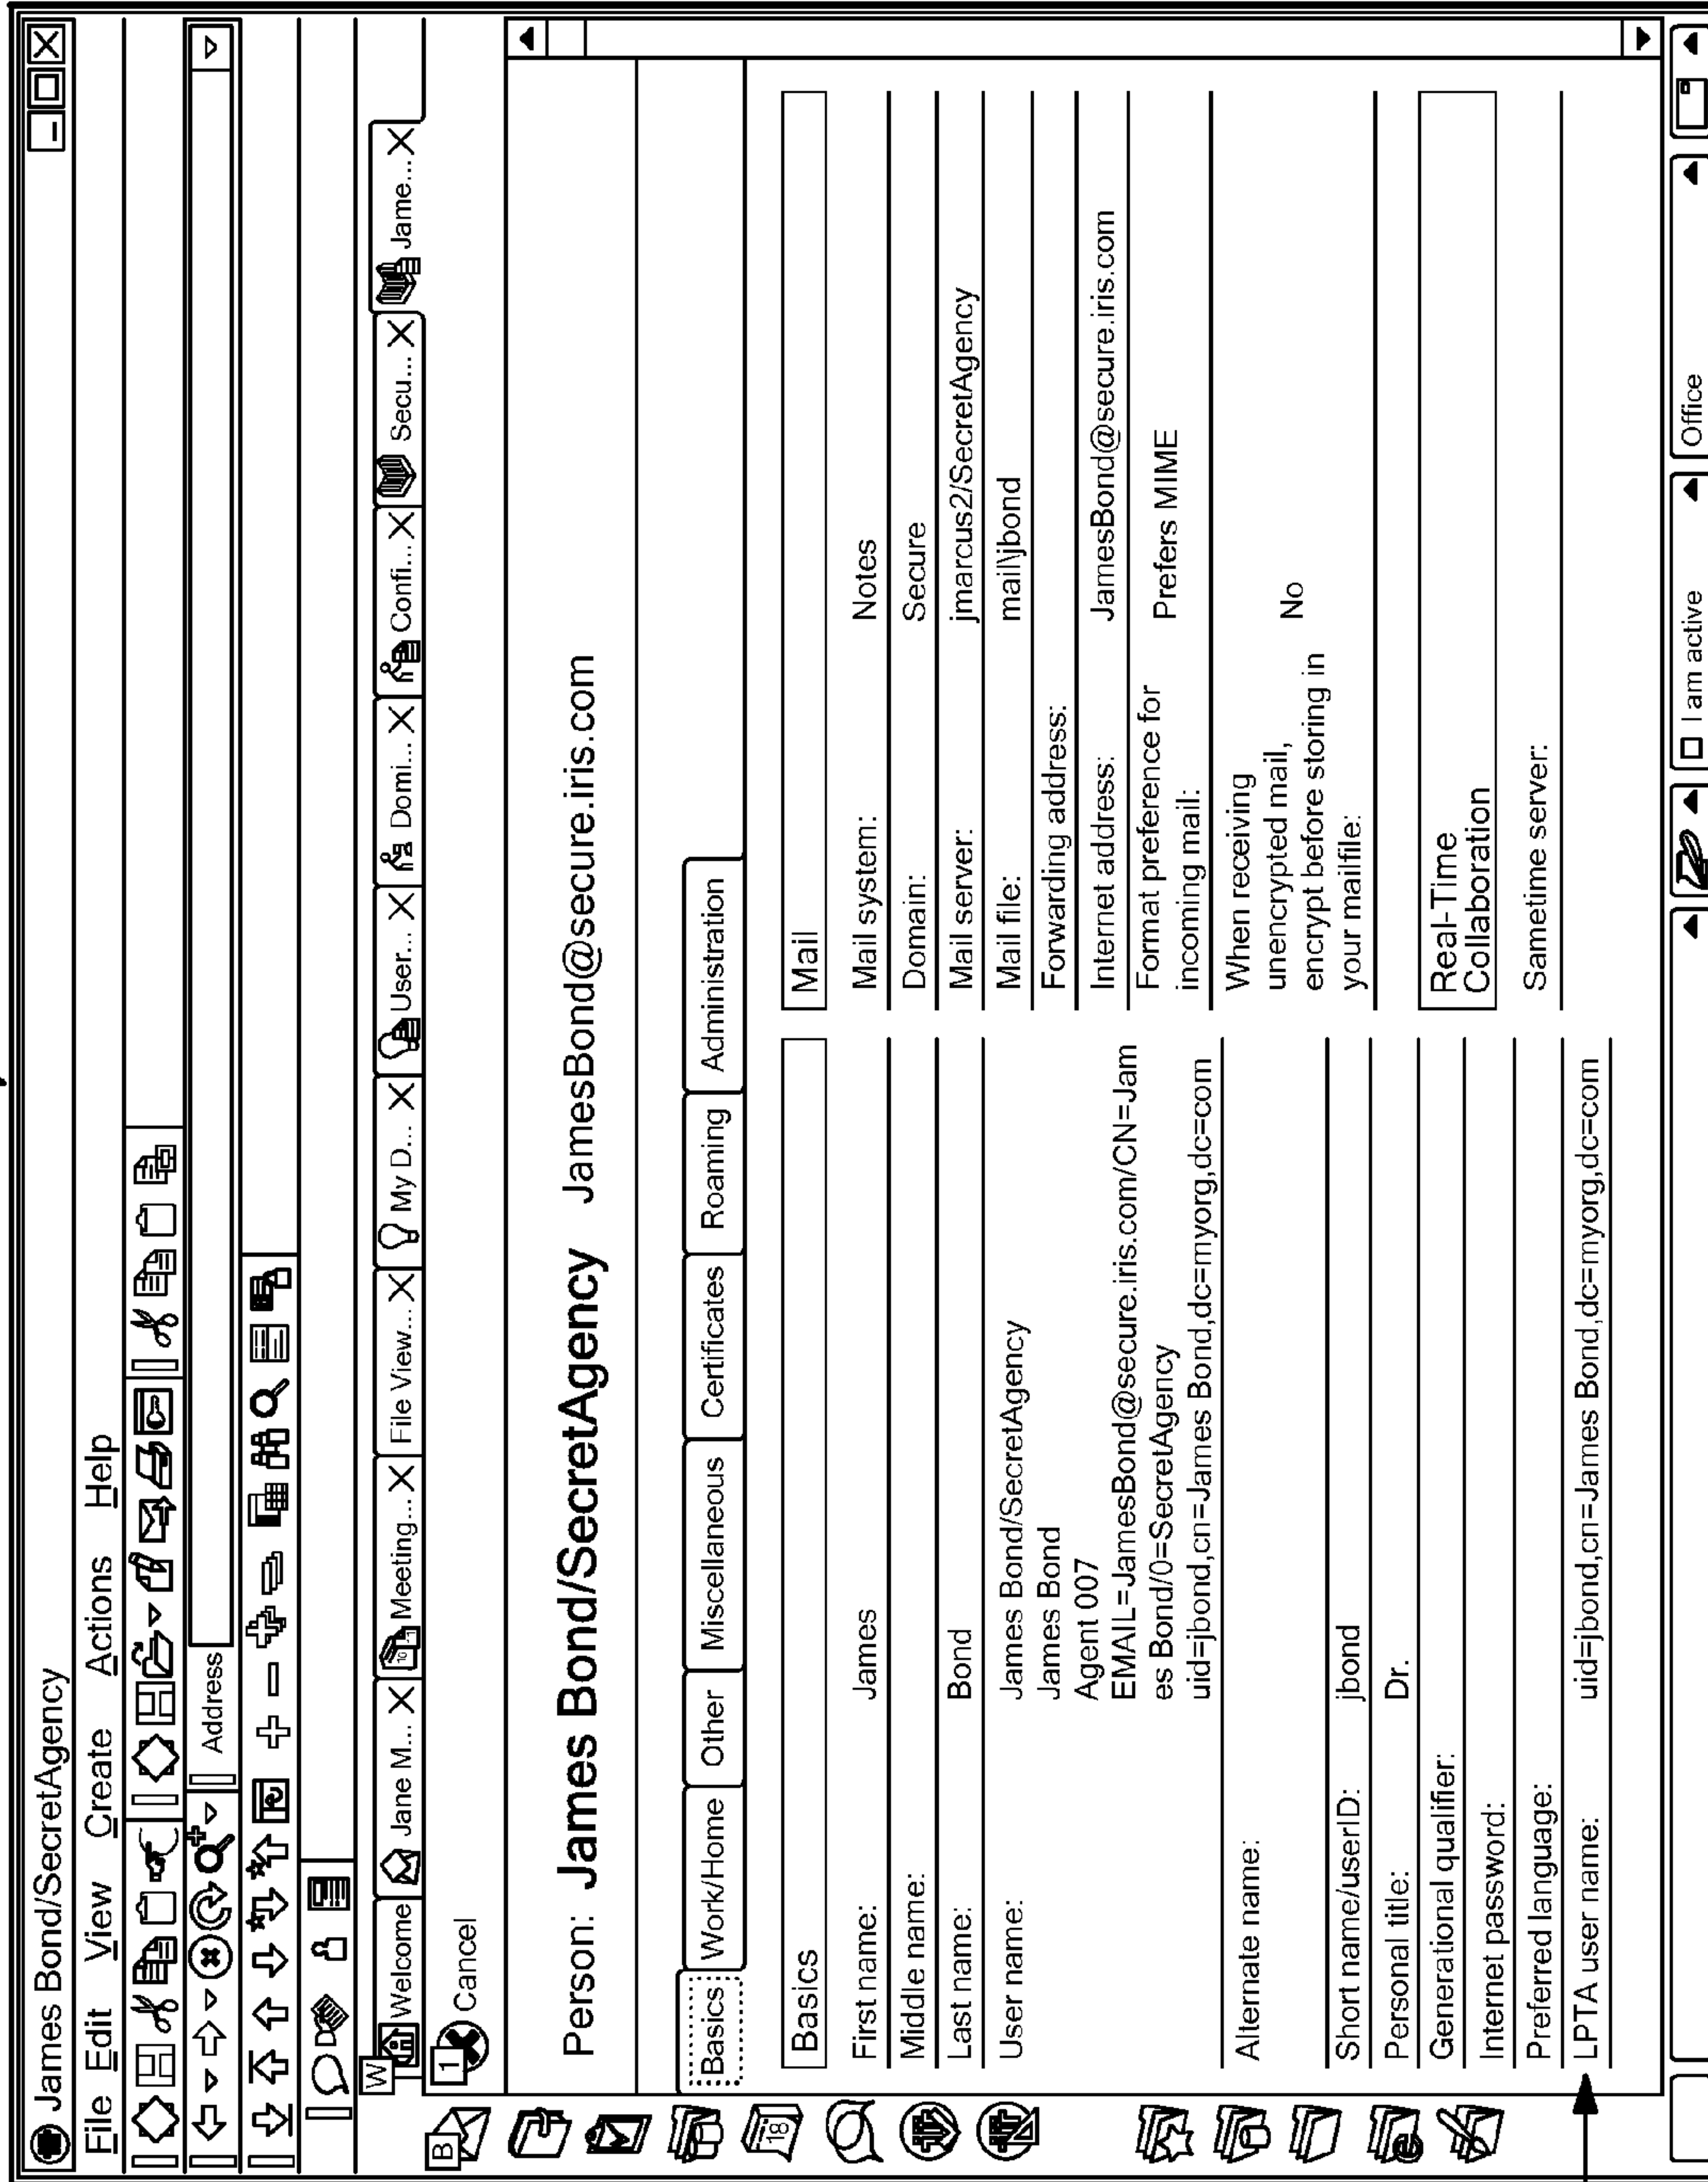 James Bond/SecretAgency
File Edit View Create Actions Help
Address
W
Welcome
Jane M...
Meeting...
File View...
My D...
User...
Domi...
Confi...
Secu...
Jame...
1
Cancel
B
18
Person: James Bond/SecretAgency JamesBond@secure.iris.com
Basics Work/Home Other Miscellaneous Certificates Roaming Administration
Basics
First name: James
Middle name:
Last name: Bond
User name: James Bond/SecretAgency
James Bond
Agent 007
EMAIL=JamesBond@secure.iris.com/CN=Jam
es Bond/0=SecretAgency
uid=jbond,cn=James Bond,dc=myorg,dc=com
Alternate name:
Short name/userID: jbond
Personal title: Dr.
Generational qualifier:
Internet password:
Preferred language:
LPTA user name: uid=jbond,cn=James Bond,dc=myorg,dc=com
Mail
Mail system: Notes
Domain: Secure
Mail server: jmarcus2/SecretAgency
Mail file: mail\jbond
Forwarding address:
Internet address: JamesBond@secure.iris.com
Format preference for
incoming mail: Prefers MIME
When receiving
unencrypted mail, No
encrypt before storing in
your mailfile:
Real-Time
Collaboration
Sametime server:
I am active
Office